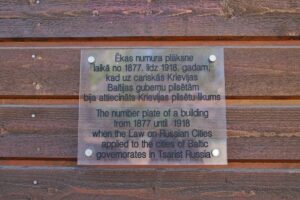 Ēkas numura plāksne
laikā no 1877. līdz 1918. gadam,
kad uz cariskās Krievijas
Baltijas guberņu pilsētām
bija attiecināts Krievijas pilsētu likums
The number plate of a building
from 1877 until 1918
when the Law on Russian Cities
applied to the cities of Baltic
governorates in Tsarist Russia